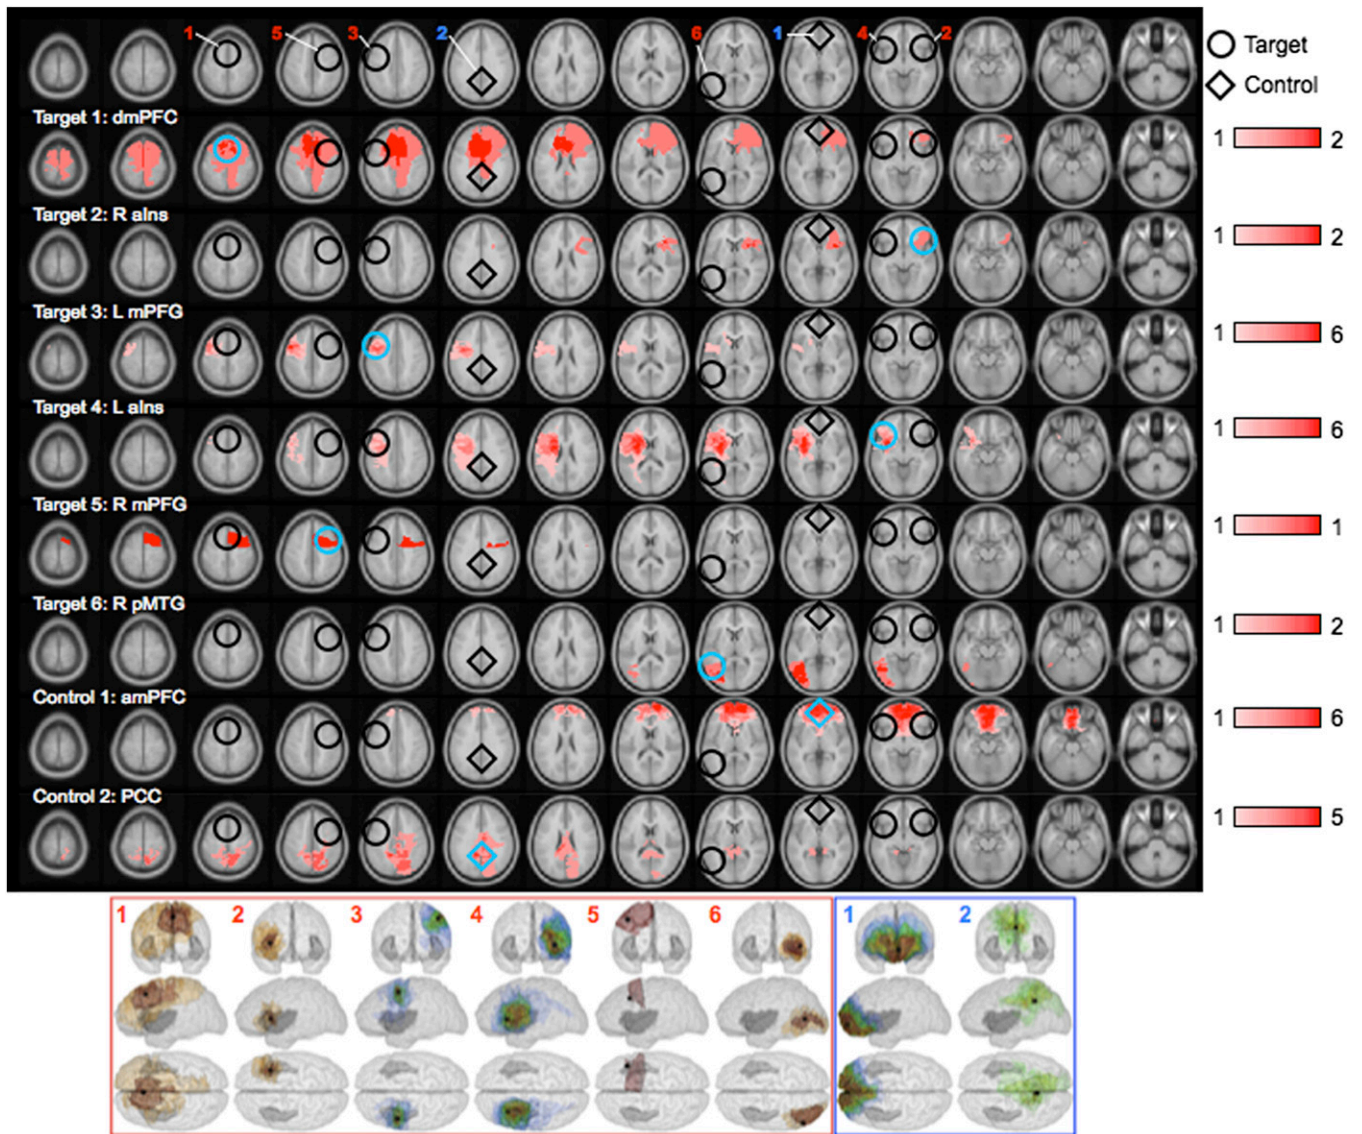 1 5 3 2 6 1 4 2
Target
Control
Target 1: dmPFC
1 2
Target 2: R aIns
1 2
Target 3: L mPFG
1 6
Target 4: L aIns
1 6
Target 5: R mPFG
1 1
Target 6: R pMTG
1 2
Control 1: amPFC
1 6
Control 2: PCC
1 5
1 2 3 4 5 6 1 2